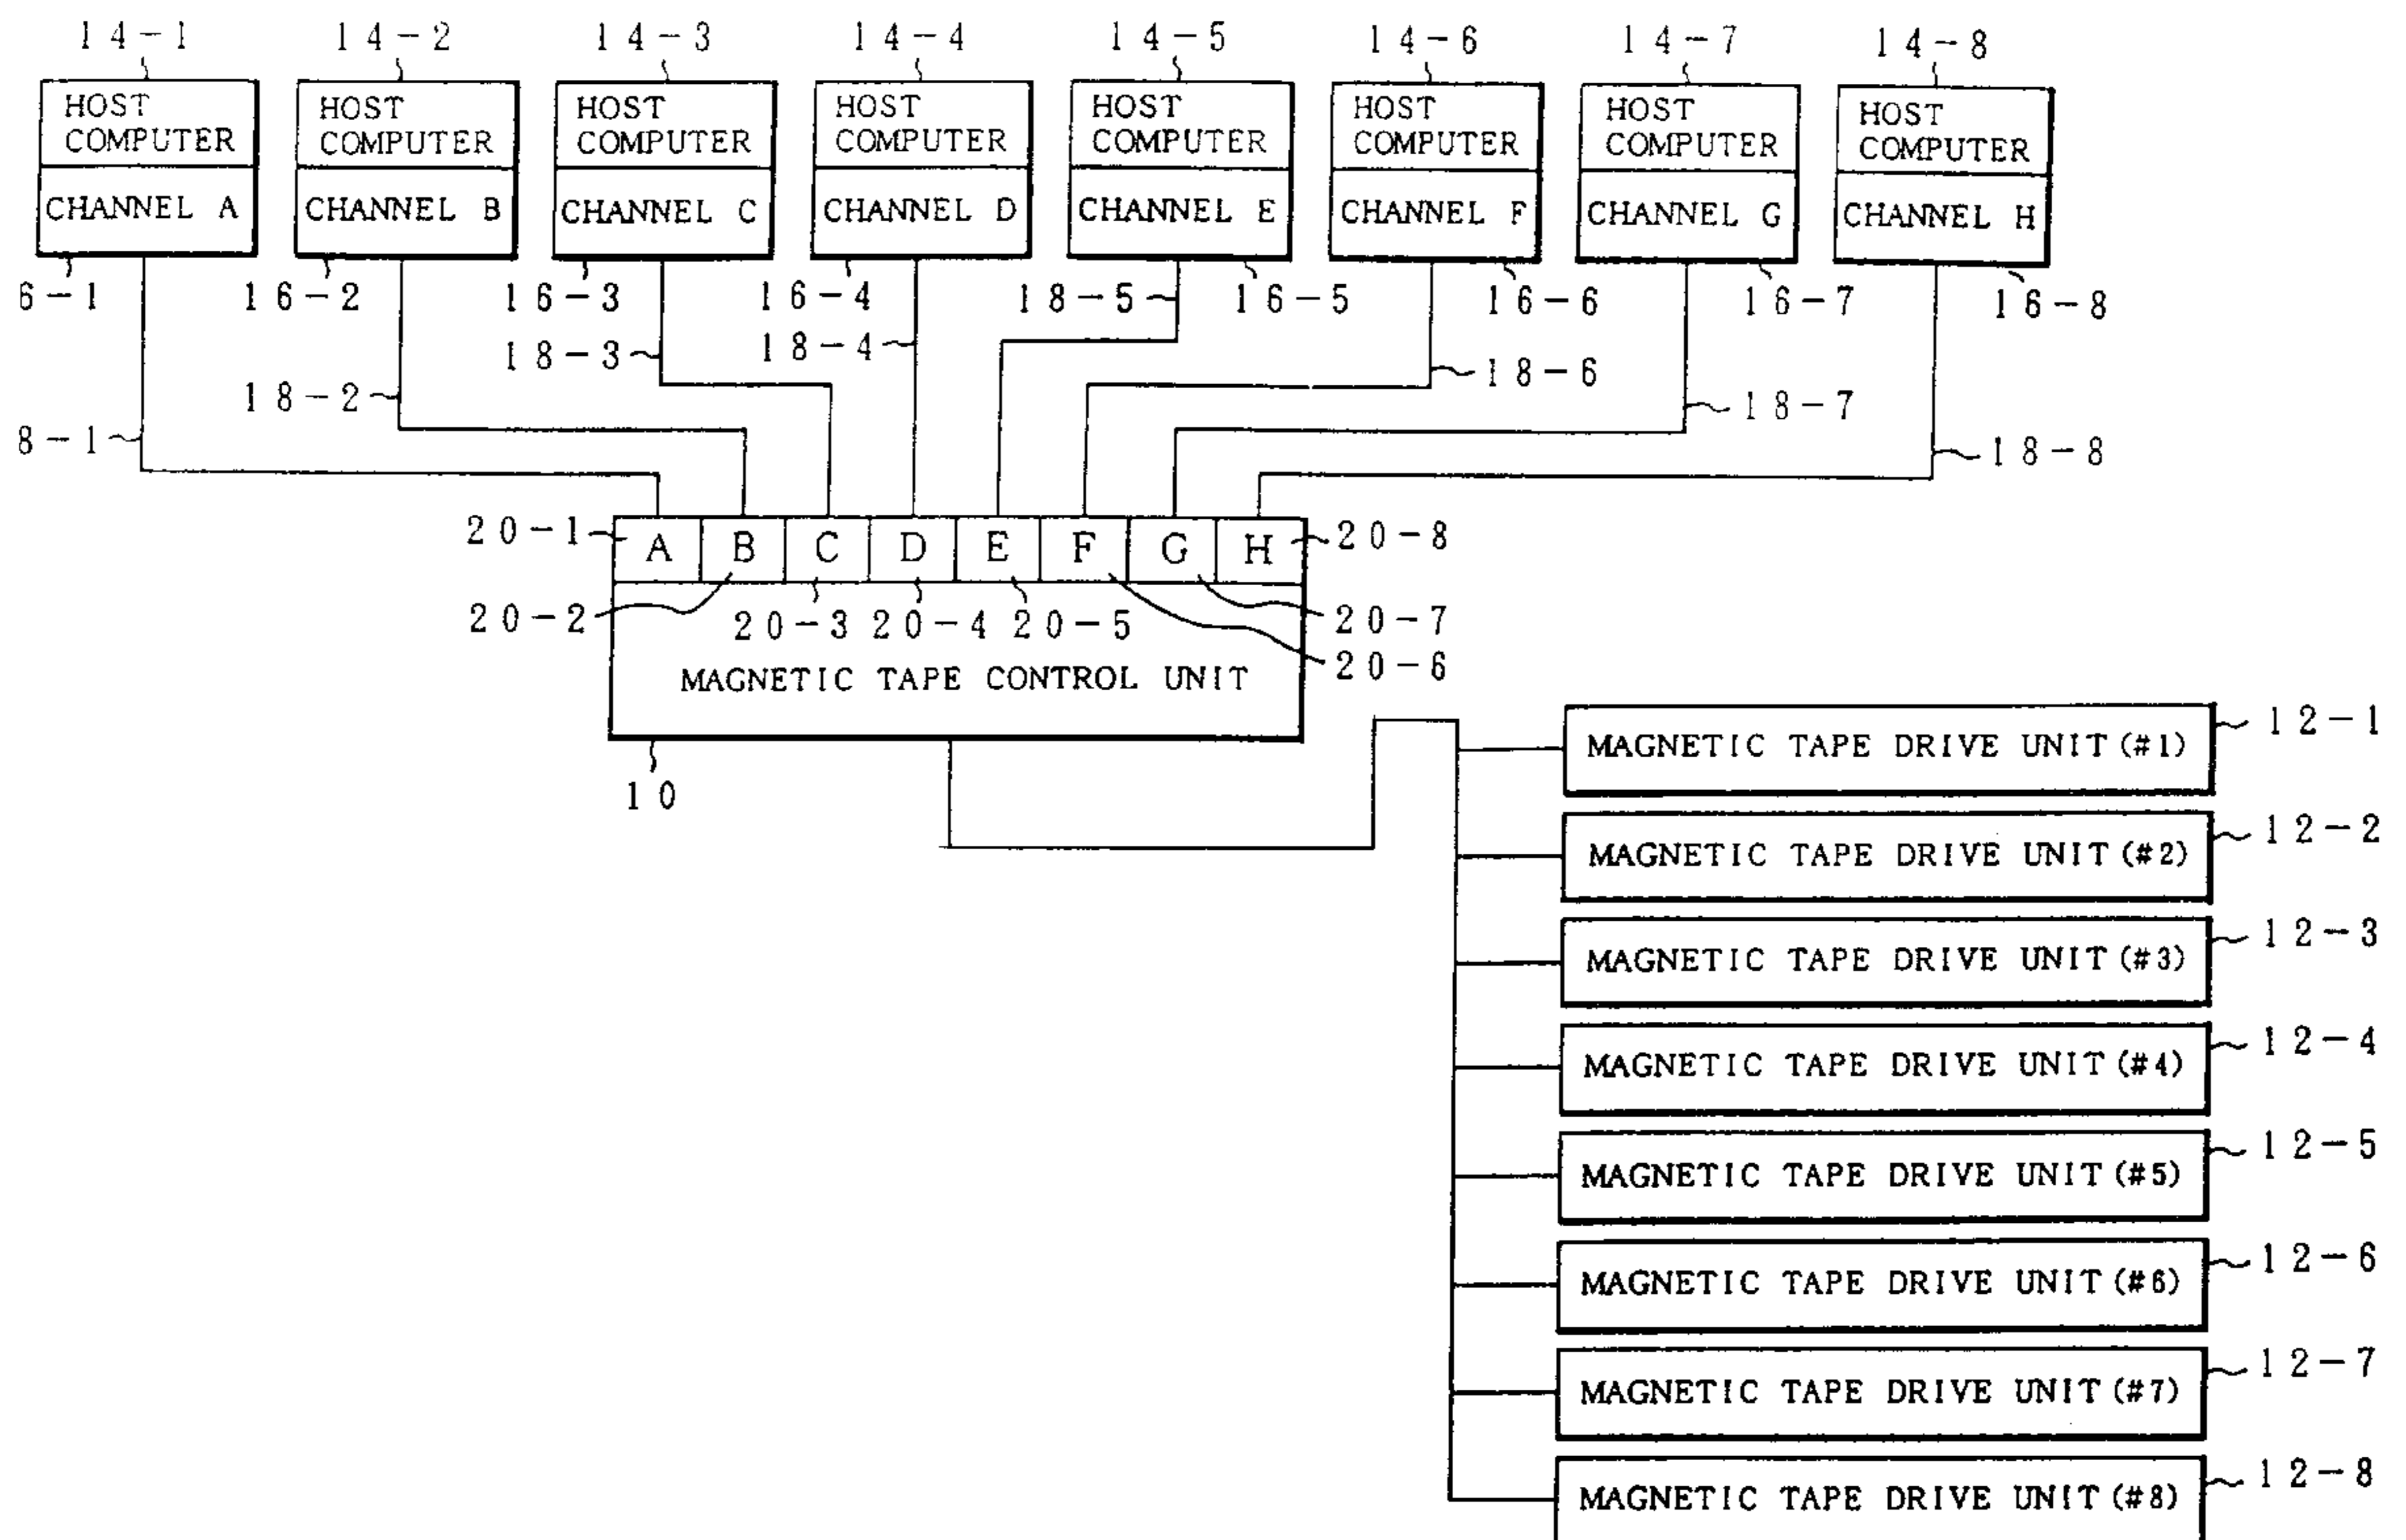 14-1 14-2 14-3 14-4 14-5 14-6 14-7 14-8
HOST COMPUTER HOST COMPUTER HOST COMPUTER HOST COMPUTER HOST COMPUTER HOST COMPUTER HOST COMPUTER HOST COMPUTER
CHANNEL A CHANNEL B CHANNEL C CHANNEL D CHANNEL E CHANNEL F CHANNEL G CHANNEL H
6-1 16-2 16-3 16-4 18-5 16-5 16-6 16-7 16-8
18-3 18-4 18-6
18-2 18-7
8-1 18-8
20-1 A B C D E F G H 20-8
20-2 20-3 20-4 20-5 20-7
20-6
MAGNETIC TAPE CONTROL UNIT
10
MAGNETIC TAPE DRIVE UNIT (#1) 12-1
MAGNETIC TAPE DRIVE UNIT (#2) 12-2
MAGNETIC TAPE DRIVE UNIT (#3) 12-3
MAGNETIC TAPE DRIVE UNIT (#4) 12-4
MAGNETIC TAPE DRIVE UNIT (#5) 12-5
MAGNETIC TAPE DRIVE UNIT (#6) 12-6
MAGNETIC TAPE DRIVE UNIT (#7) 12-7
MAGNETIC TAPE DRIVE UNIT (#8) 12-8